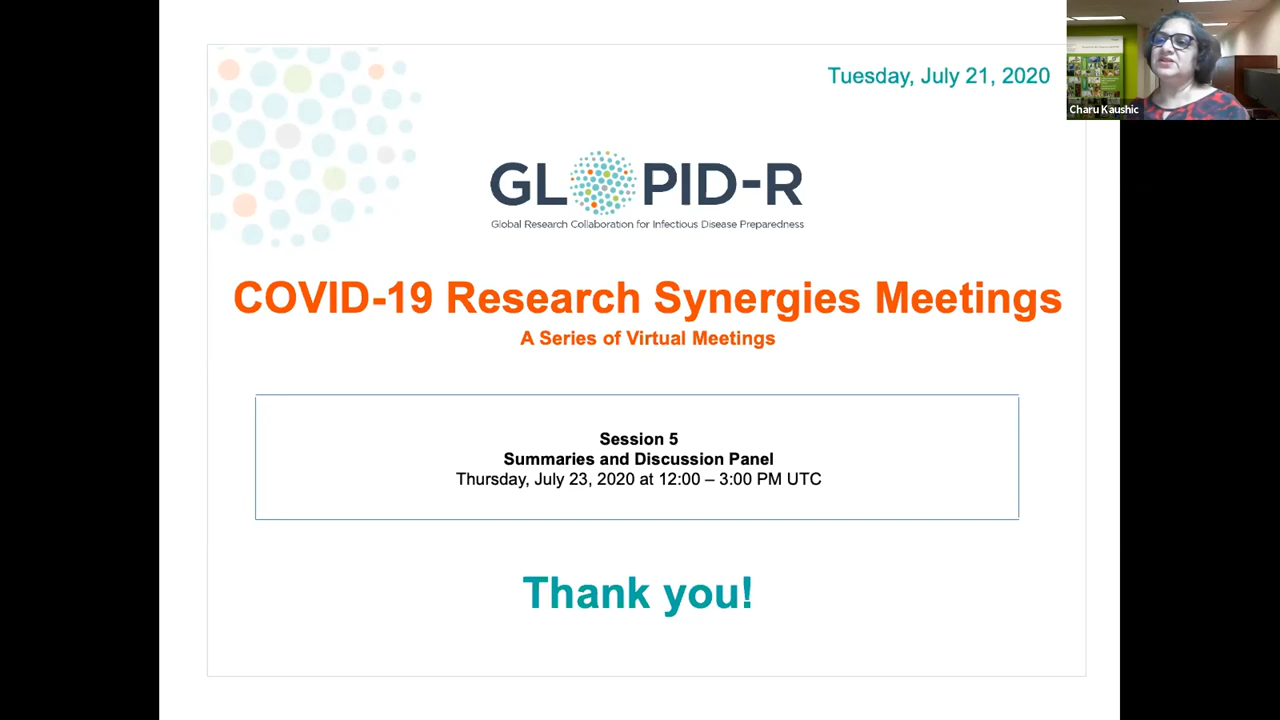 Tuesday, July 21, 2020
Charu Kaushic
GLOPID-R
Global Research Collaboration for Infectious Disease Preparedness
COVID-19 Research Synergies Meetings
A Series of Virtual Meetings
Session 5
Summaries and Discussion Panel
Thursday, July 23, 2020 at 12:00 – 3:00 PM UTC
Thank you!